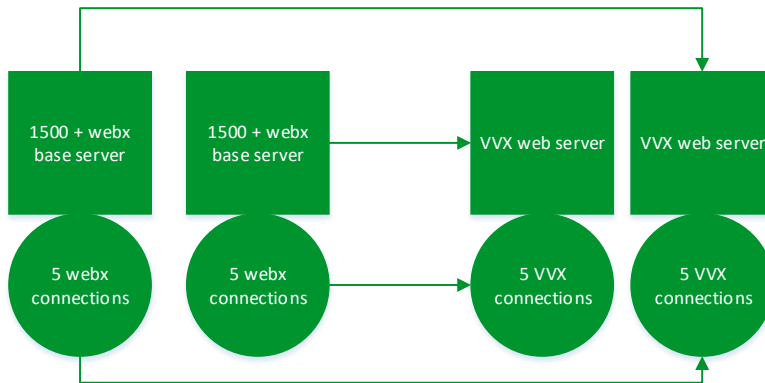 1500 + webx
base server
1500 + webx
base server
VVX web server
VVX web server
5 webx
connections
5 webx
connections
5 VVX
connections
5 VVX
connections